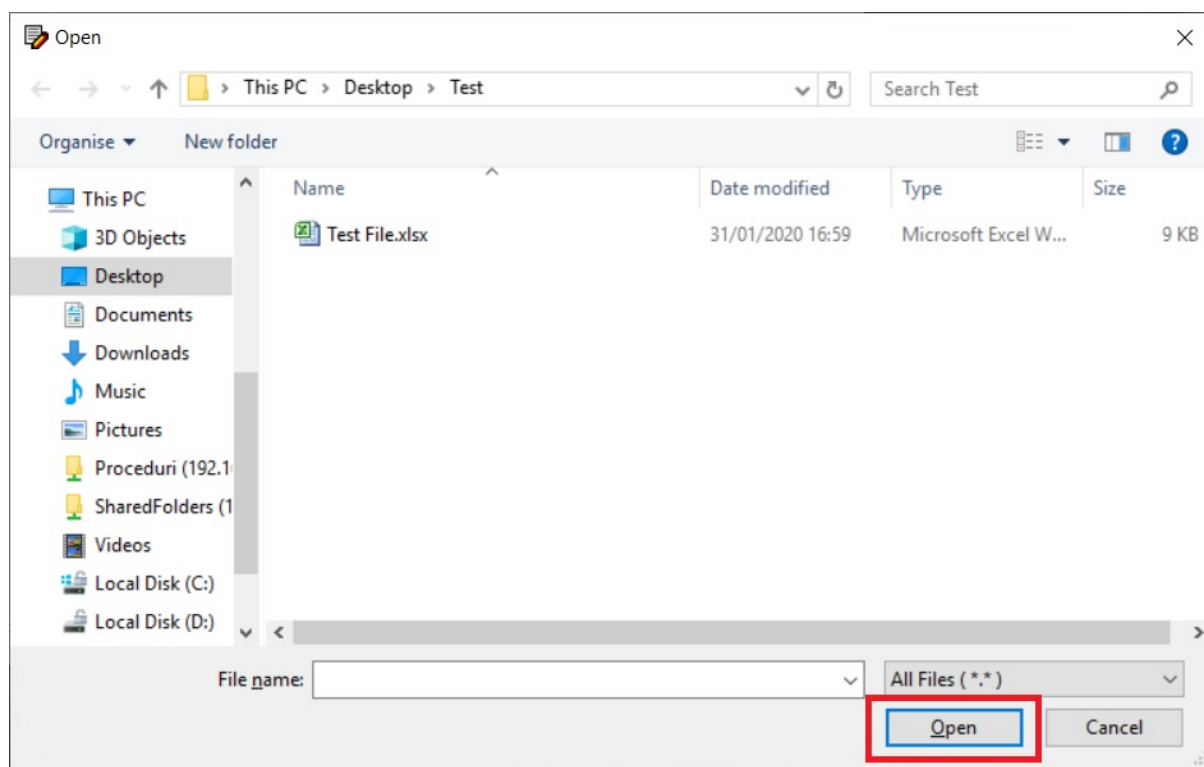 Open
This PC > Desktop > Test
Search Test
Organise
New folder
?
Name
Date modified
Type
Size
Test File.xlsx
31/01/2020 16:59
Microsoft Excel W...
9 KB
This PC
3D Objects
Desktop
Documents
Downloads
Music
Pictures
Proceduri (192.1
SharedFolders (1
Videos
Local Disk (C:)
Local Disk (D:)
File name:
All Files ( *.* )
Open
Cancel